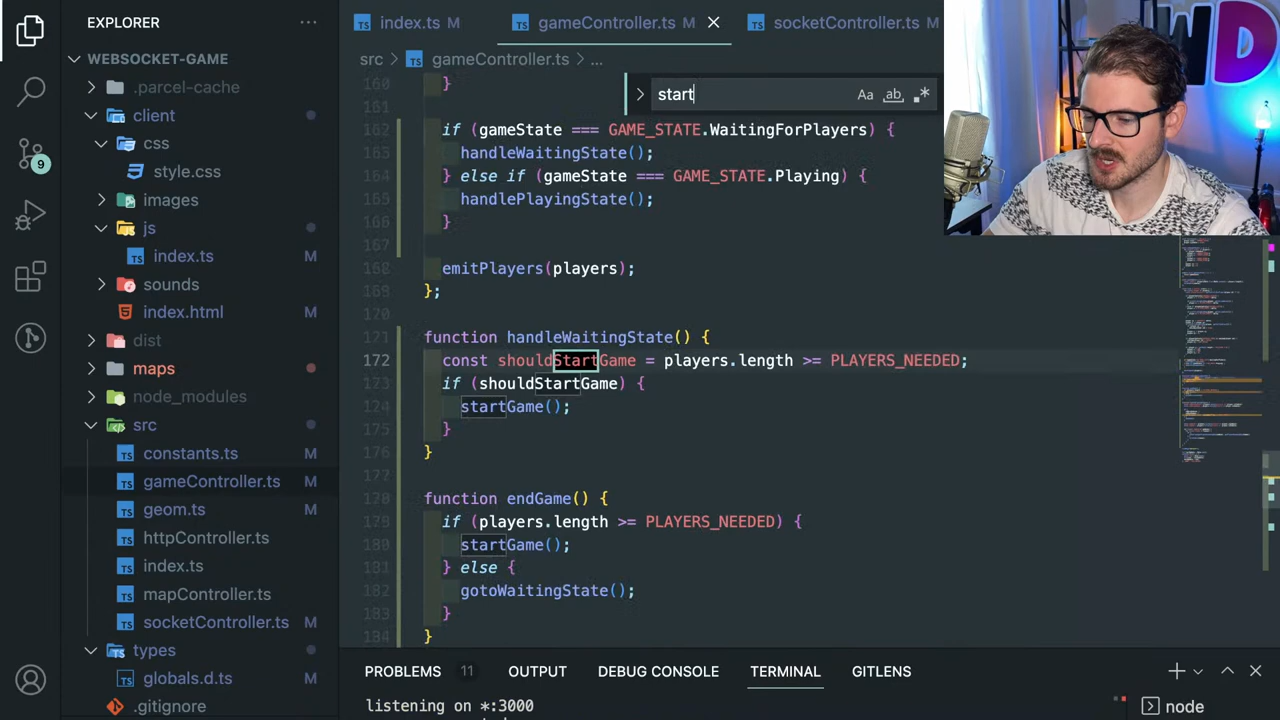 EXPLORER
WEBSOCKET-GAME
.parcel-cache
client
css
style.css
images
js
index.ts
sounds
index.html
dist
maps
node_modules
src
constants.ts
gameController.ts M
geom.ts M
httpController.ts
index.ts
mapController.ts
socketController.ts M
types
globals.d.ts M
.gitignore
9
index.ts M
gameController.ts M
socketController.ts M
src > gameController.ts > ...
start
Aa ab
160 }
161
162 if (gameState === GAME_STATE.WaitingForPlayers) {
handleWaitingState();
164 } else if (gameState === GAME_STATE.Playing) {
165 handlePlayingState();
166 }
167
168 emitPlayers(players);
169 };
170
function handleWaitingState() {
172 const shouldStartGame = players.length >= PLAYERS_NEEDED;
173 if (shouldStartGame) {
startGame();
175 }
176 }
177
178 function endGame() {
179 if (players.length >= PLAYERS_NEEDED) {
180 startGame();
181 } else {
182 gotoWaitingState();
183 }
184 }
PROBLEMS 11 OUTPUT DEBUG CONSOLE TERMINAL GITLENS
listening on *:3000
node
WD